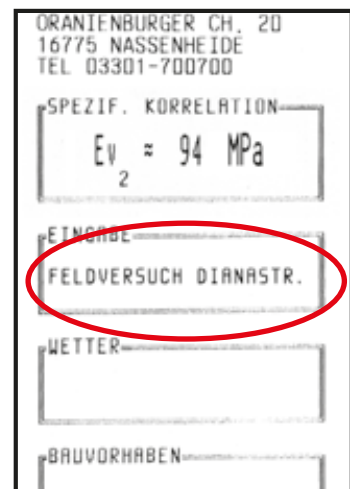 ORANIENBURGER CH. 20
16775 NASSENHEIDE
TEL 03301-700700
SPEZIF. KORRELATION
Ev₂ ≈ 94 MPa
EINGABE
FELDVERSUCH DIANASTR.
WETTER
BAUVORHABEN